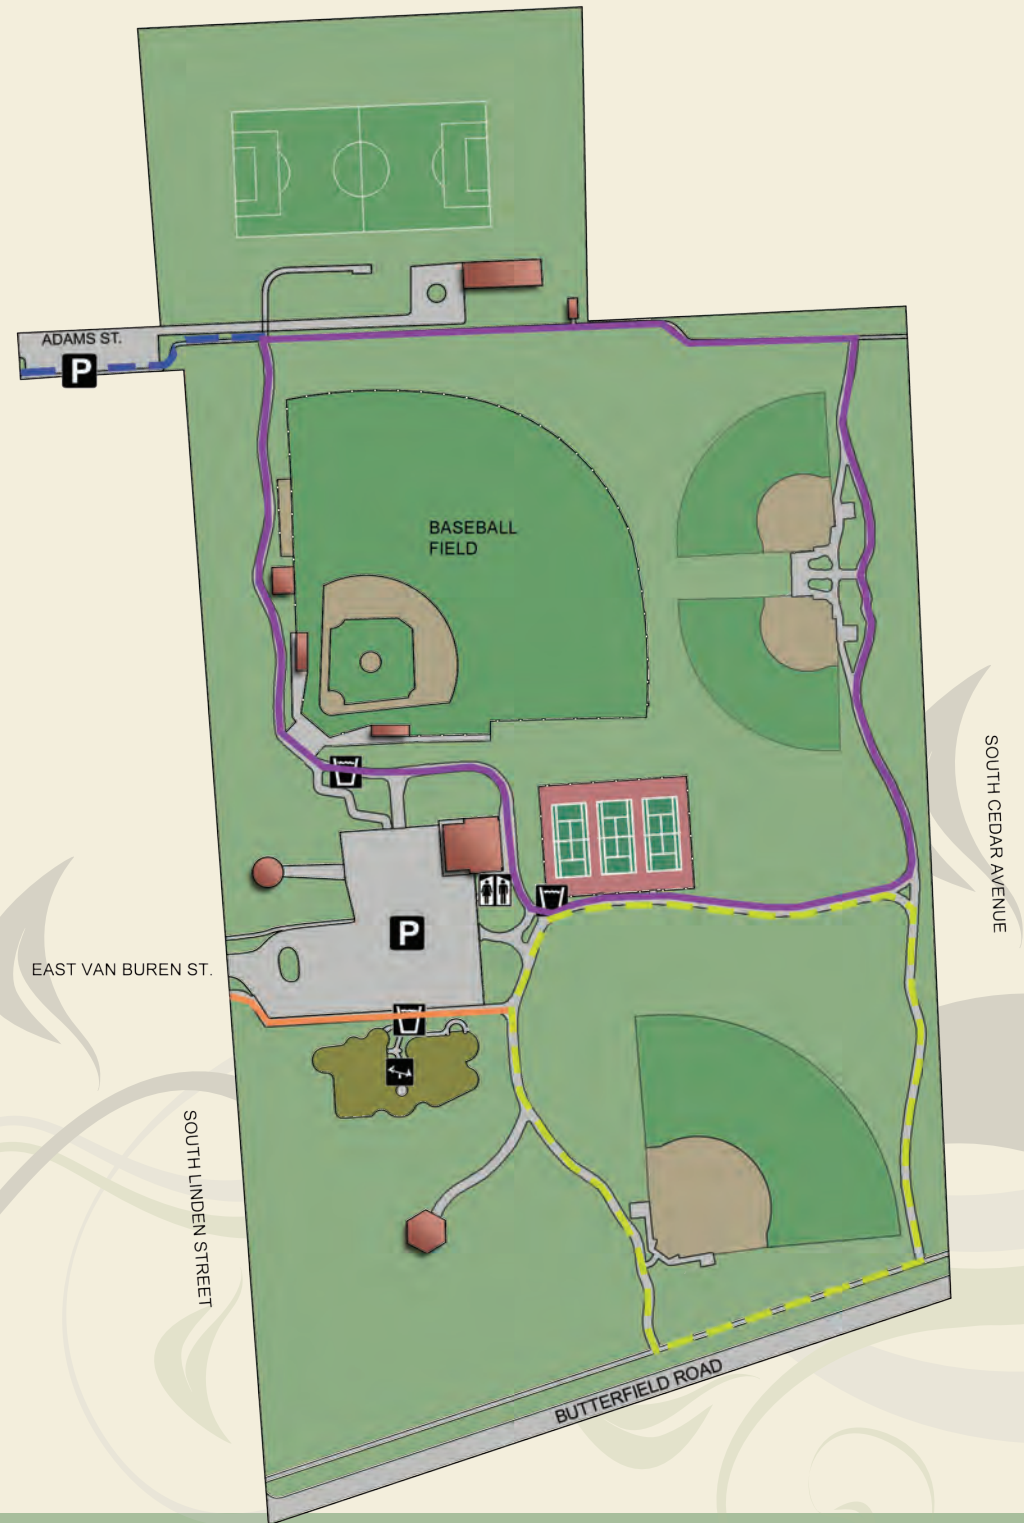 ADAMS ST.
P
BASEBALL
FIELD
SOUTH CEDAR AVENUE
P
EAST VAN BUREN ST.
SOUTH LINDEN STREET
BUTTERFIELD ROAD